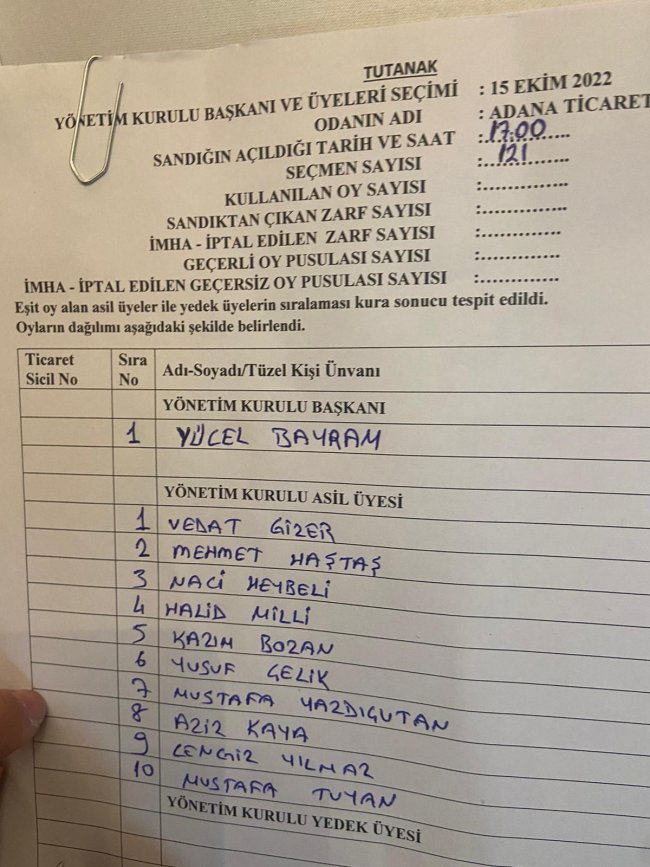 TUTANAK
YÖNETİM KURULU BAŞKANI VE ÜYELERİ SEÇİMİ : 15 EKİM 2022
ODANIN ADI : ADANA TİCARET
SANDIĞIN AÇILDIĞI TARİH VE SAAT :.17.00....
SEÇMEN SAYISI :..121........
KULLANILAN OY SAYISI :..............
SANDIKTAN ÇIKAN ZARF SAYISI :..............
İMHA - İPTAL EDİLEN ZARF SAYISI :.............
GEÇERLİ OY PUSULASI SAYISI :.............
İMHA - İPTAL EDİLEN GEÇERSİZ OY PUSULASI SAYISI :.............
Eşit oy alan asil üyeler ile yedek üyelerin sıralaması kura sonucu tespit edildi.
Oyların dağılımı aşağıdaki şekilde belirlendi.
Ticaret Sicil No Sıra No Adı-Soyadı/Tüzel Kişi Ünvanı
YÖNETİM KURULU BAŞKANI
1 YÜCEL BAYRAM
YÖNETİM KURULU ASİL ÜYESİ
1 VEDAT GİZER
2 MEHMET HAŞTAŞ
3 NACİ HEYBELİ
4 HALİD MİLLİ
5 KAZIM BOZAN
6 YUSUF ÇELİK
7 MUSTAFA YAZDIGUTAN
8 AZİZ KAYA
9 CENGİZ YILMAZ
10 MUSTAFA TUYAN
YÖNETİM KURULU YEDEK ÜYESİ